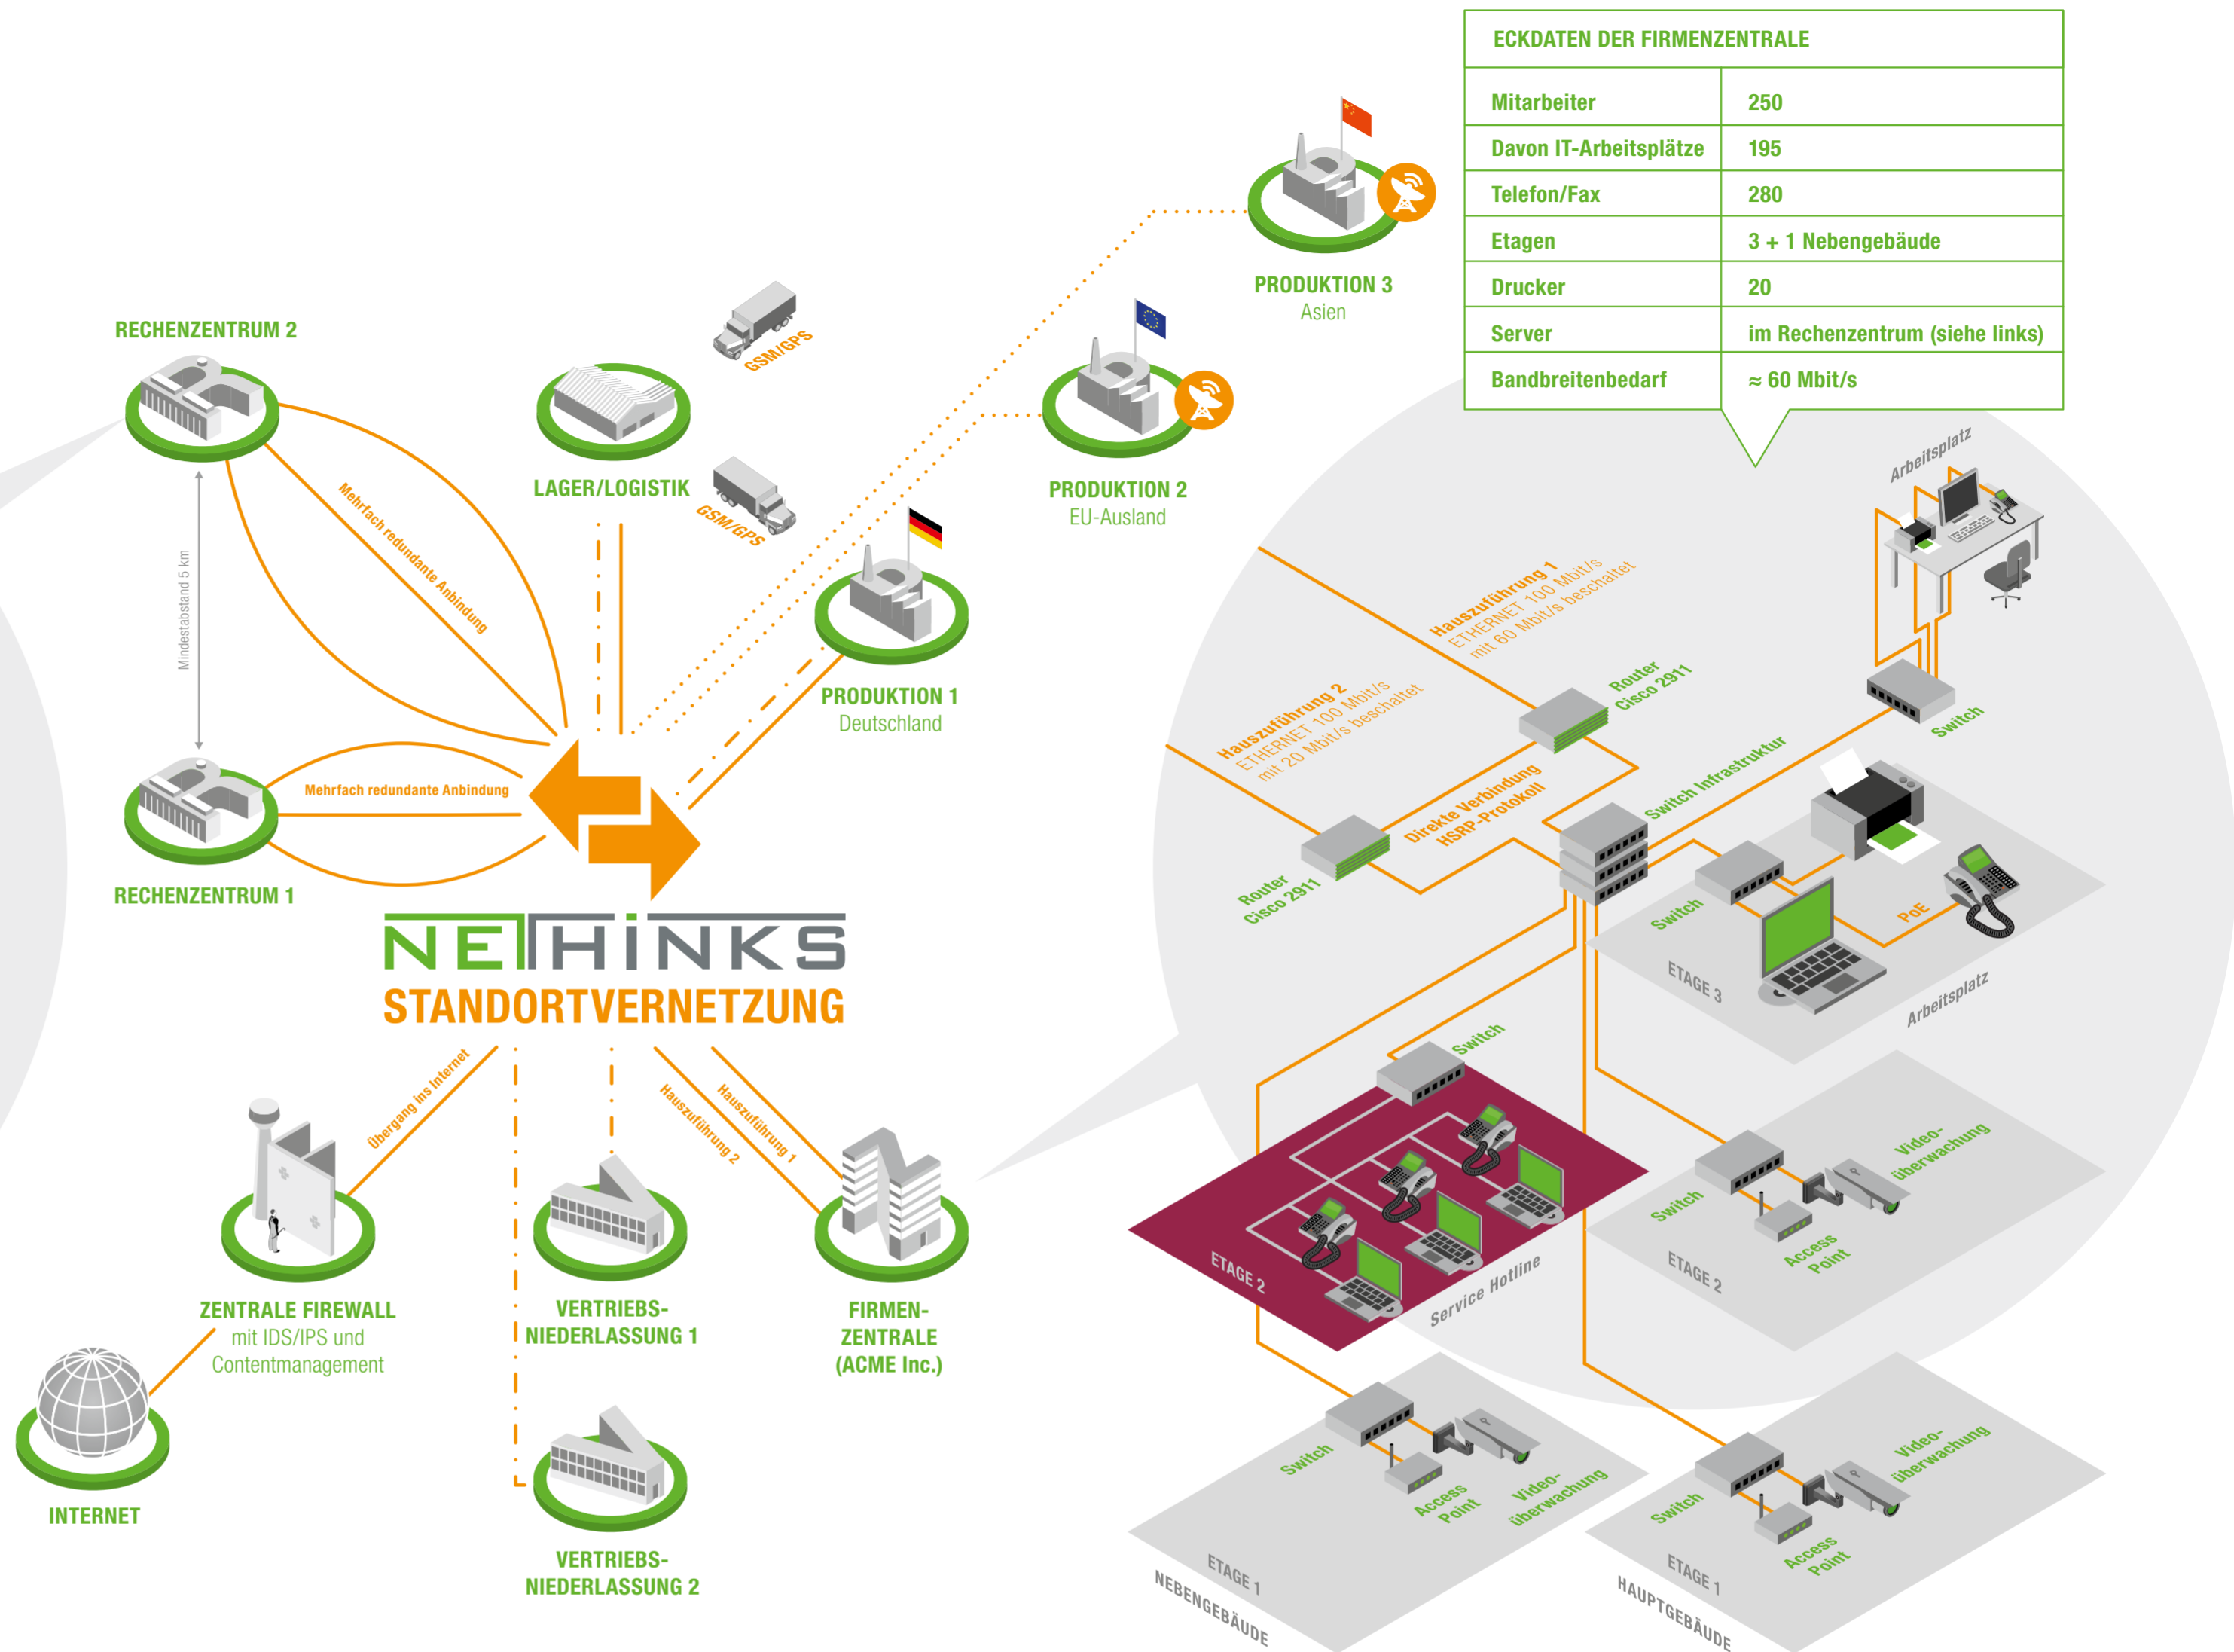 ECKDATEN DER FIRMENZENTRALE
Mitarbeiter 250
Davon IT-Arbeitsplätze 195
Telefon/Fax 280
Etagen 3 + 1 Nebengebäude
Drucker 20
Server im Rechenzentrum (siehe links)
Bandbreitenbedarf ≈ 60 Mbit/s
PRODUKTION 3
Asien
PRODUKTION 2
EU-Ausland
PRODUKTION 1
Deutschland
GSM/GPS
GSM/GPS
LAGER/LOGISTIK
RECHENZENTRUM 2
Mehrfach redundante Anbindung
Mindestabstand 5 km
Mehrfach redundante Anbindung
RECHENZENTRUM 1
NETHINKS
STANDORTVERNETZUNG
Übergang ins Internet
Hauszuführung 2
Hauszuführung 1
ZENTRALE FIREWALL
mit IDS/IPS und
Contentmanagement
INTERNET
VERTRIEBS-
NIEDERLASSUNG 1
VERTRIEBS-
NIEDERLASSUNG 2
FIRMEN-
ZENTRALE
(ACME Inc.)
Hauszuführung 1
ETHERNET 100 Mbit/s
mit 60 Mbit/s beschaltet
Hauszuführung 2
ETHERNET 100 Mbit/s
mit 20 Mbit/s beschaltet
Router
Cisco 2911
Router
Cisco 2911
Direkte Verbindung
HSRP-Protokoll
Switch Infrastruktur
Arbeitsplatz
Switch
Switch
PoE
ETAGE 3
Arbeitsplatz
Switch
ETAGE 2
Service Hotline
Switch
Access
Point
Video-
überwachung
ETAGE 2
Switch
Access
Point
Video-
überwachung
ETAGE 1
NEBENGEBÄUDE
Switch
Access
Point
Video-
überwachung
ETAGE 1
HAUPTGEBÄUDE